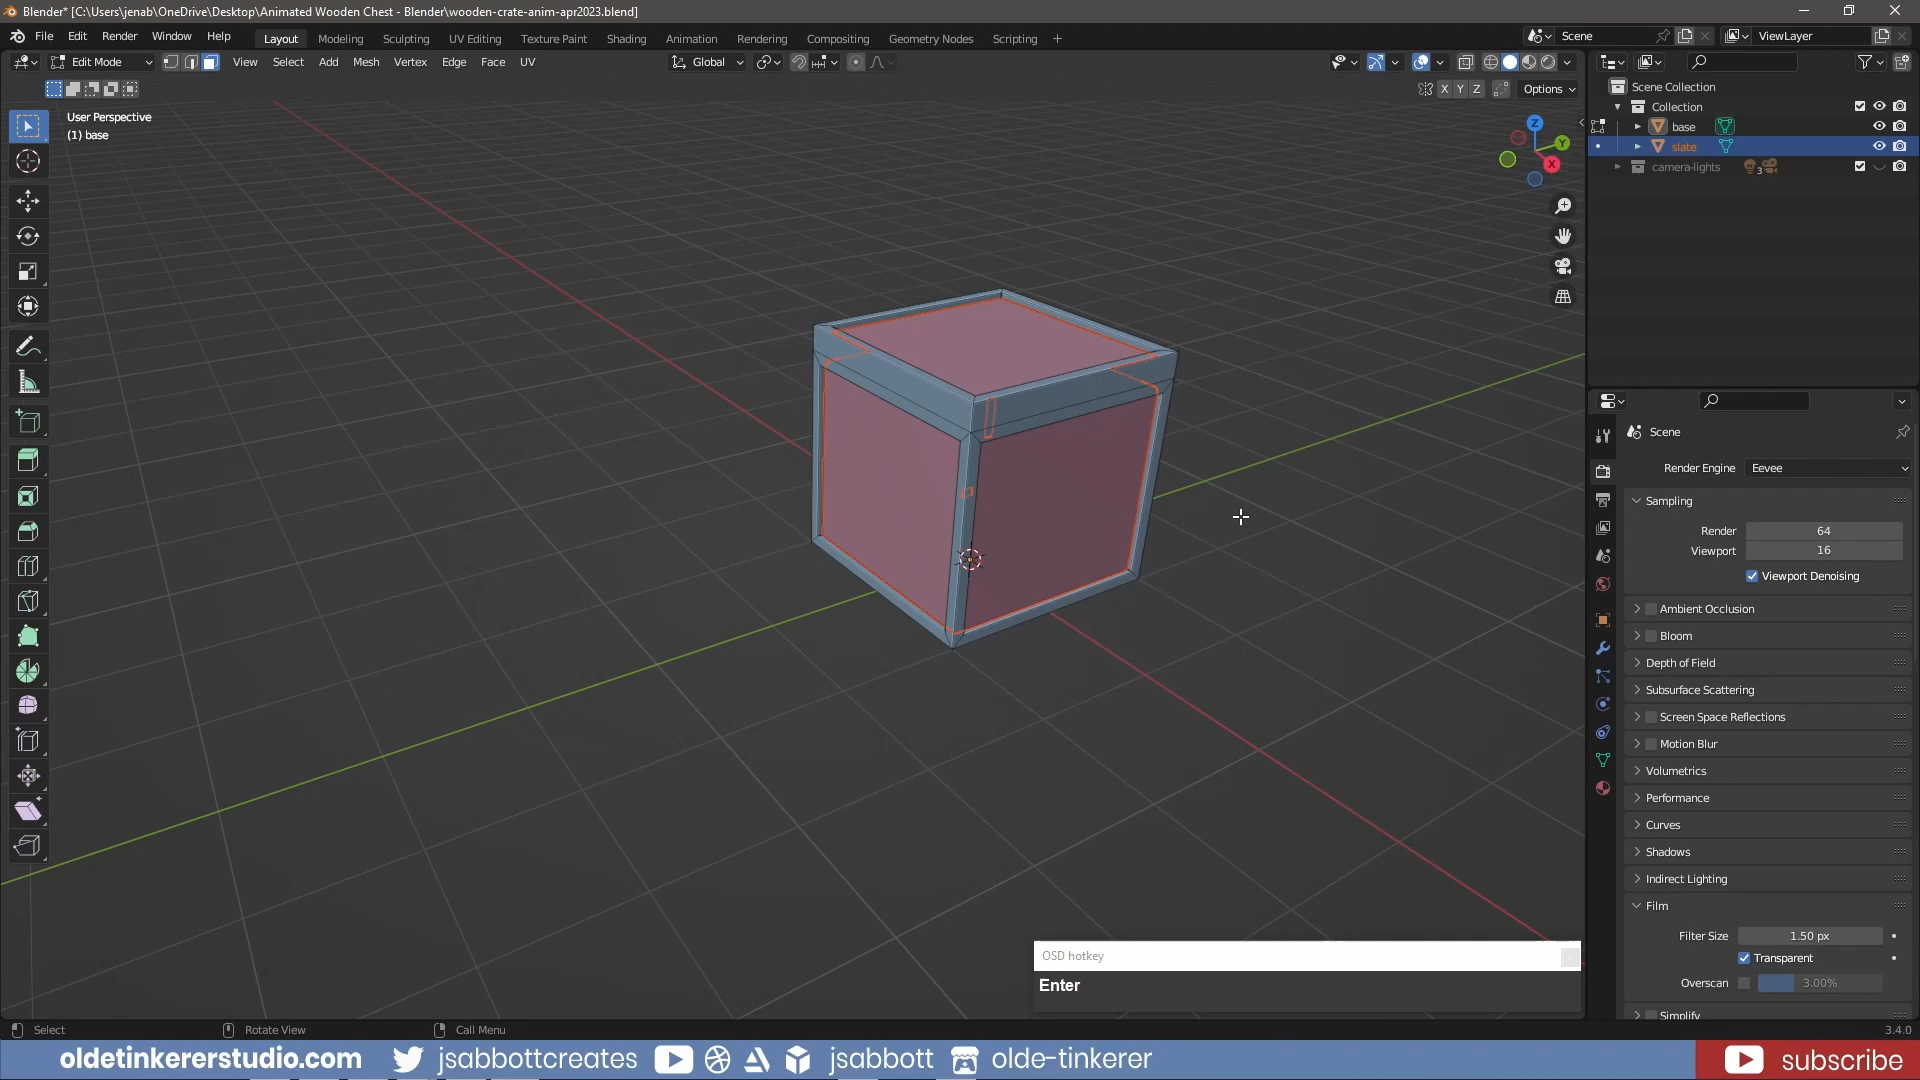 Blender* [C:\Users\jenab\OneDrive\Desktop\Animated Wooden Chest - Blender\wooden-crate-anim-apr2023.blend]
File Edit Render Window Help Layout Modeling Sculpting UV Editing Texture Paint Shading Animation Rendering Compositing Geometry Nodes Scripting + Scene ViewLayer
Edit Mode View Select Add Mesh Vertex Edge Face UV Global
X Y Z Options
User Perspective
(1) base
Z
Y
X
Scene Collection
Collection
base
slate
camera-lights 3
Scene
Render Engine Eevee
Sampling
Render 64
Viewport 16
Viewport Denoising
Ambient Occlusion
Bloom
Depth of Field
Subsurface Scattering
Screen Space Reflections
Motion Blur
Volumetrics
Performance
Curves
Shadows
Indirect Lighting
Film
Filter Size 1.50 px
Transparent
Overscan 3.00%
Simplify
OSD hotkey
Enter
Select Rotate View Call Menu 3.4.0
oldetinkererstudio.com jsabbottcreates jsabbott olde-tinkerer subscribe